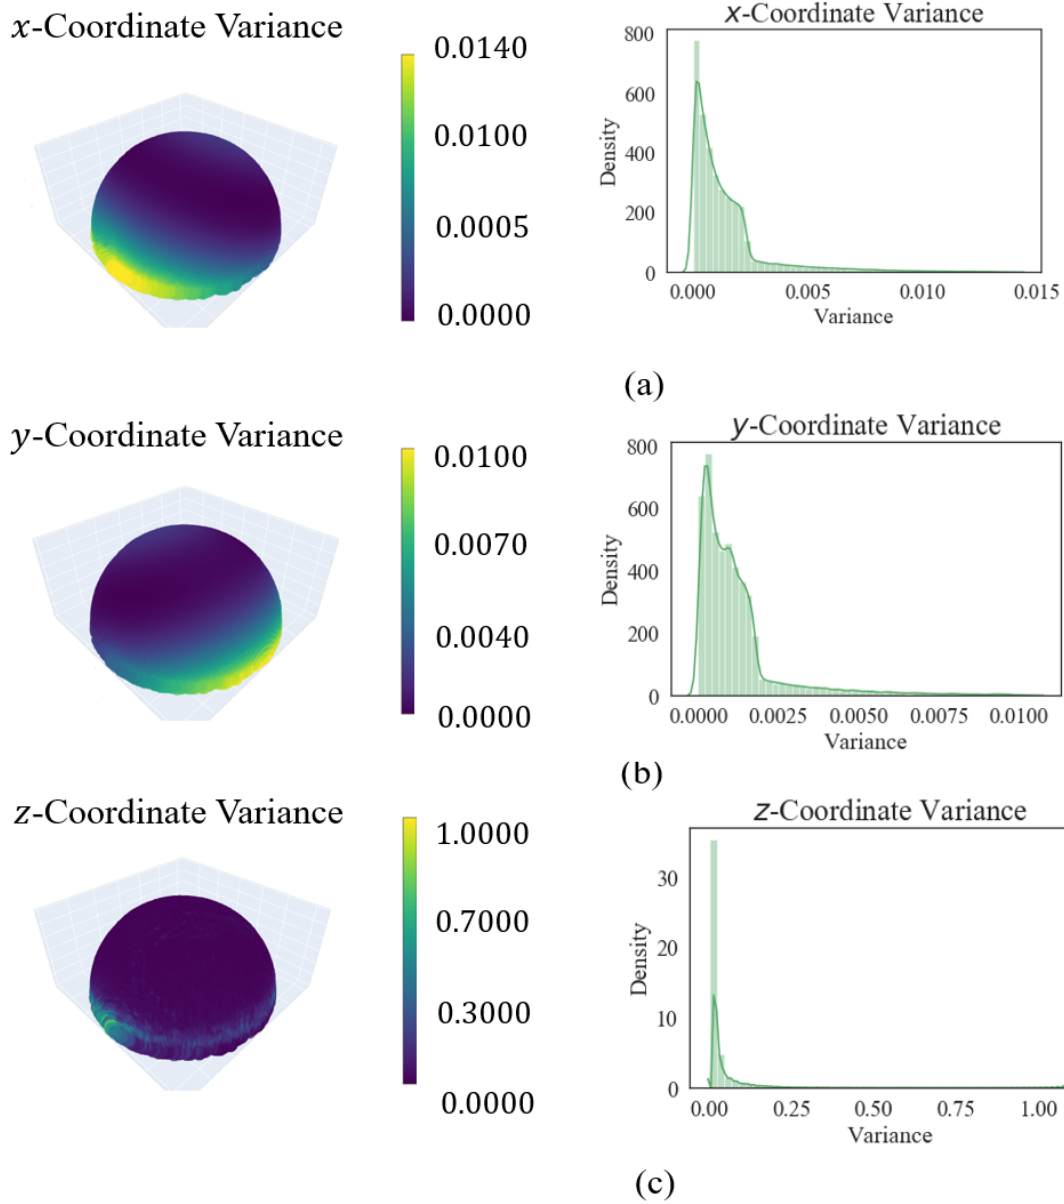 x-Coordinate Variance
0.0140
0.0100
0.0005
0.0000
x-Coordinate Variance
800
600
400
200
0
Density
0.000 0.005 0.010 0.015
Variance
(a)
y-Coordinate Variance
0.0100
0.0070
0.0040
0.0000
y-Coordinate Variance
800
600
400
200
0
Density
0.0000 0.0025 0.0050 0.0075 0.0100
Variance
(b)
z-Coordinate Variance
1.0000
0.7000
0.3000
0.0000
z-Coordinate Variance
30
20
10
0
Density
0.00 0.25 0.50 0.75 1.00
Variance
(c)